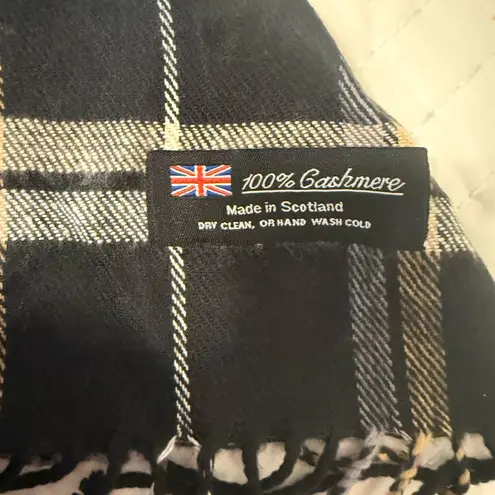 100% Cashmere
Made in Scotland
DRY CLEAN, OR HAND WASH COLD